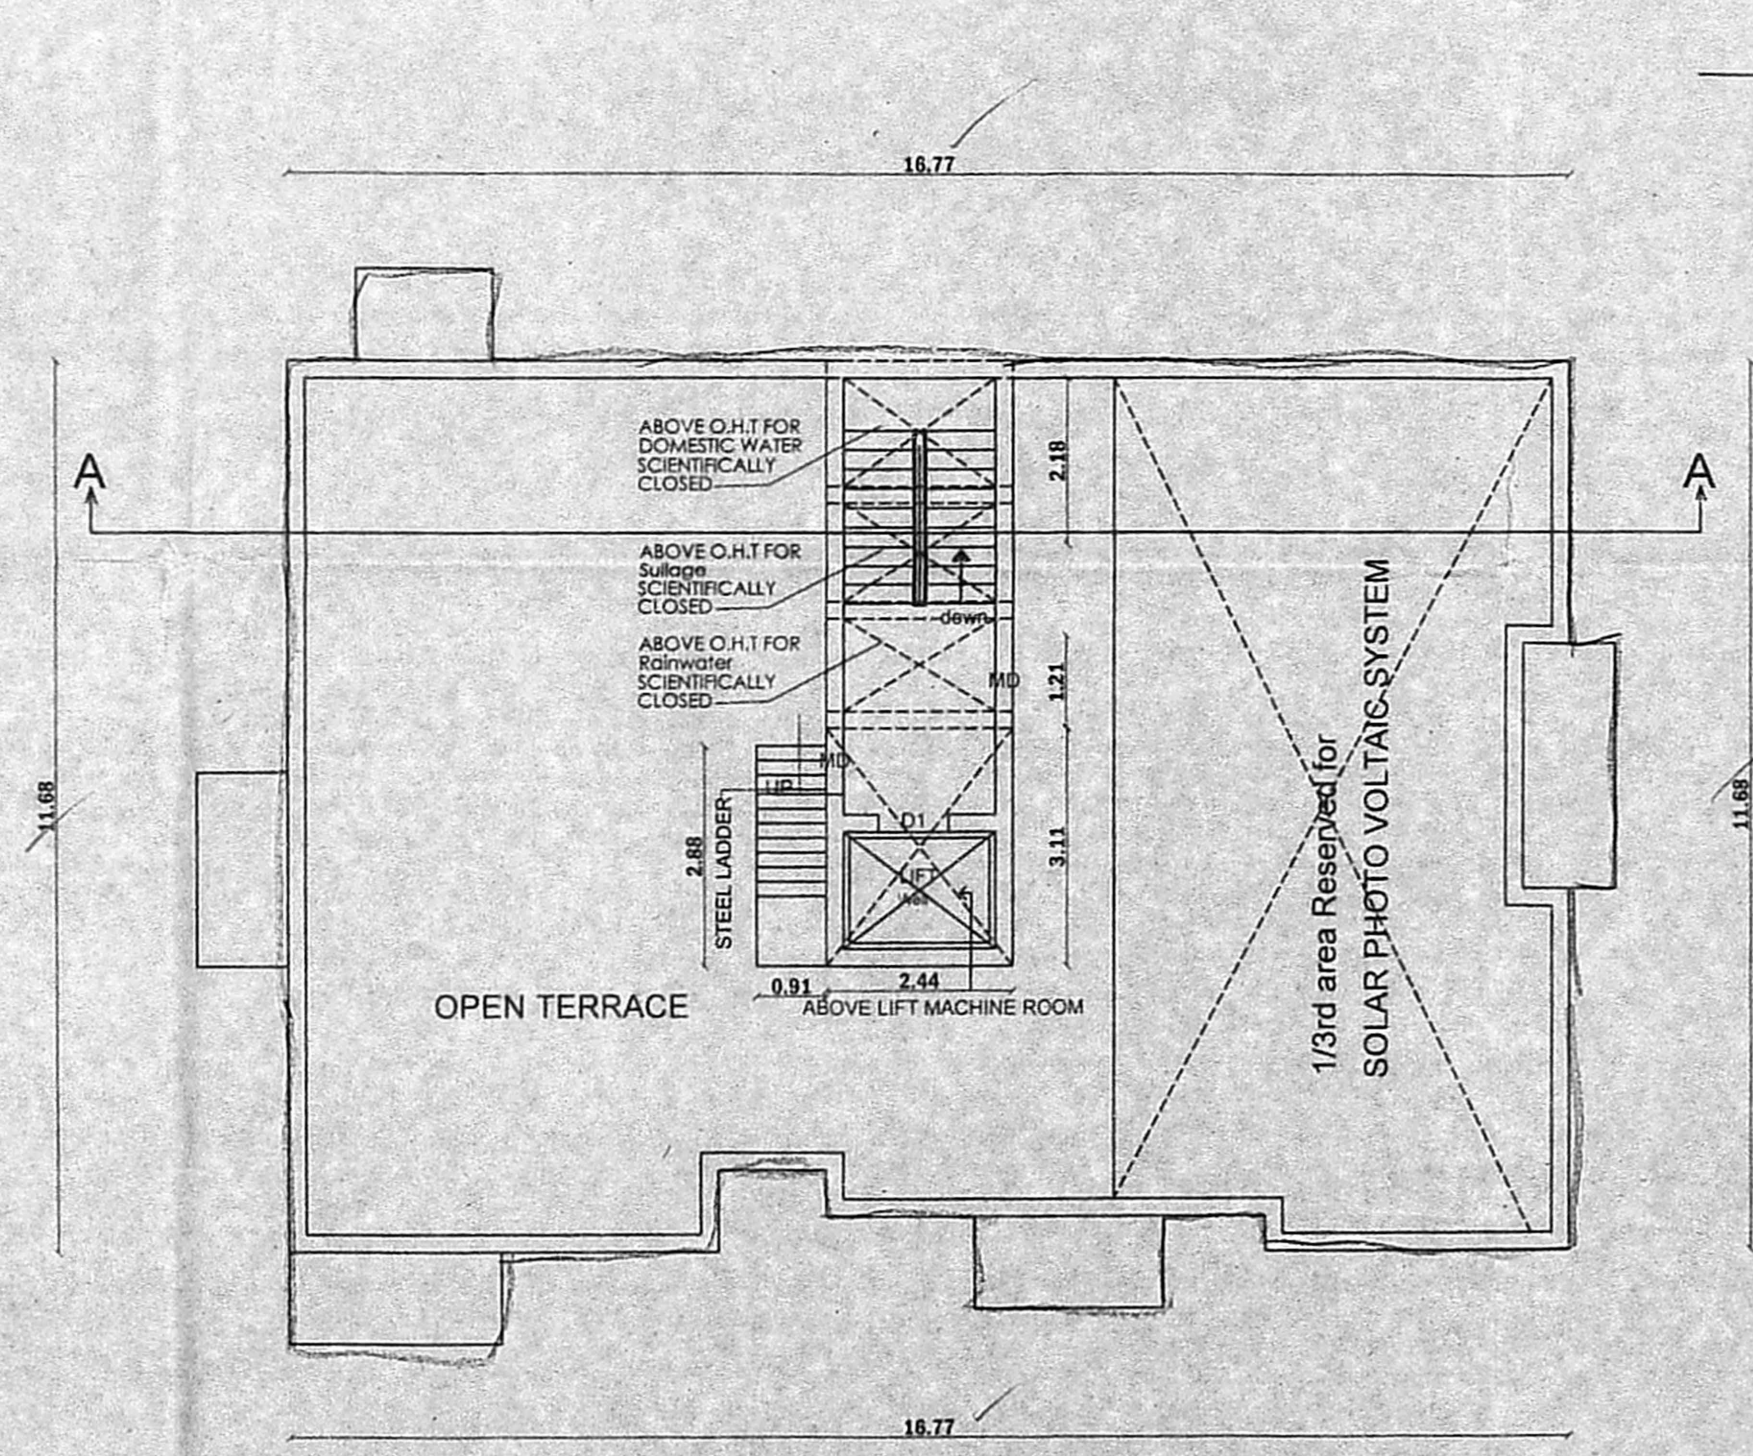 16.77
ABOVE O.H.T FOR
DOMESTIC WATER
SCIENTIFICALLY
CLOSED
A
A
2.18
ABOVE O.H.T FOR
Sullage
SCIENTIFICALLY
CLOSED
down
ABOVE O.H.T FOR
Rainwater
SCIENTIFICALLY
CLOSED
MD
1.21
MD
UP
11.68
11.68
STEEL LADDER
2.88
D1
3.11
LIFT
Well
1/3rd area Reserved for
SOLAR PHOTO VOLTAIC SYSTEM
0.91
2.44
OPEN TERRACE
ABOVE LIFT MACHINE ROOM
16.77